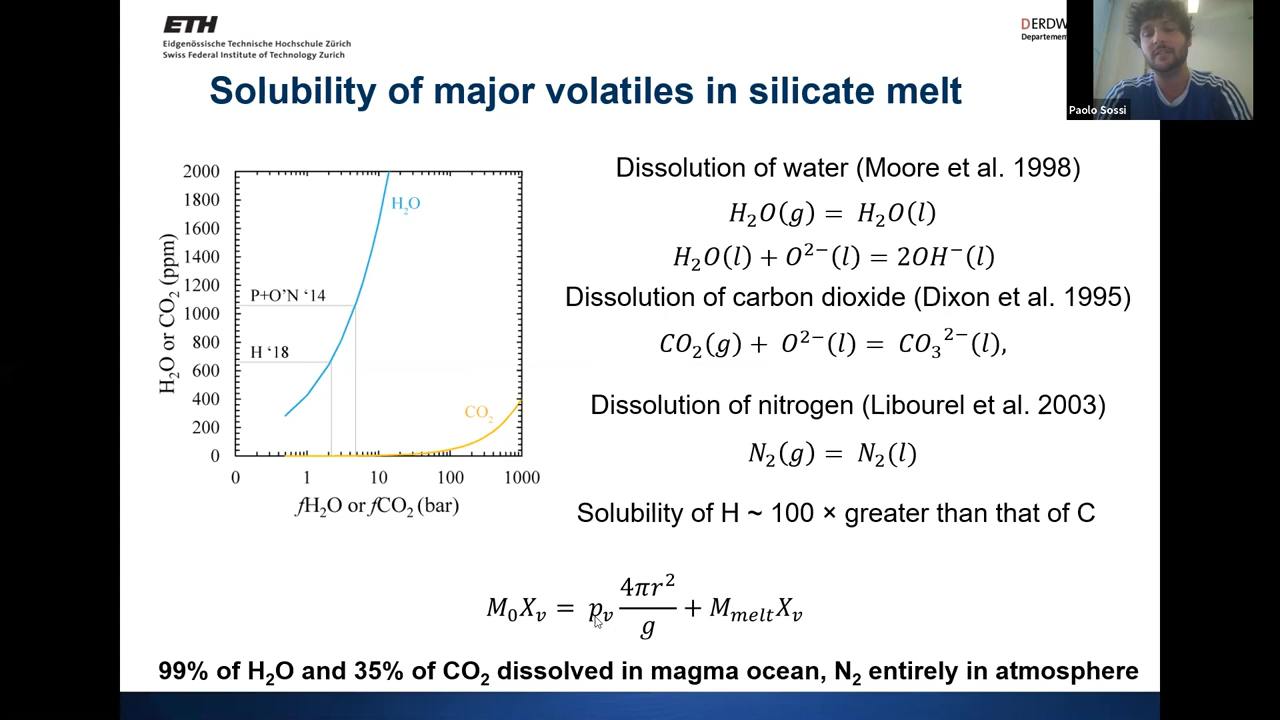 ETH
Eidgenössische Technische Hochschule Zürich
Swiss Federal Institute of Technology Zurich
DERDW
Departemen
Paolo Sossi
Solubility of major volatiles in silicate melt
2000
1800
1600
1400
1200
1000
800
600
400
200
0
H₂O or CO₂ (ppm)
H₂O
P+O'N '14
H '18
CO₂
0 1 10 100 1000
fH₂O or fCO₂ (bar)
Dissolution of water (Moore et al. 1998)
H₂O(g) = H₂O(l)
H₂O(l) + O²⁻(l) = 2OH⁻(l)
Dissolution of carbon dioxide (Dixon et al. 1995)
CO₂(g) + O²⁻(l) = CO₃²⁻(l),
Dissolution of nitrogen (Libourel et al. 2003)
N₂(g) = N₂(l)
Solubility of H ~ 100 × greater than that of C
M₀Xᵥ = pᵥ 4πr²/g + M_melt Xᵥ
99% of H₂O and 35% of CO₂ dissolved in magma ocean, N₂ entirely in atmosphere